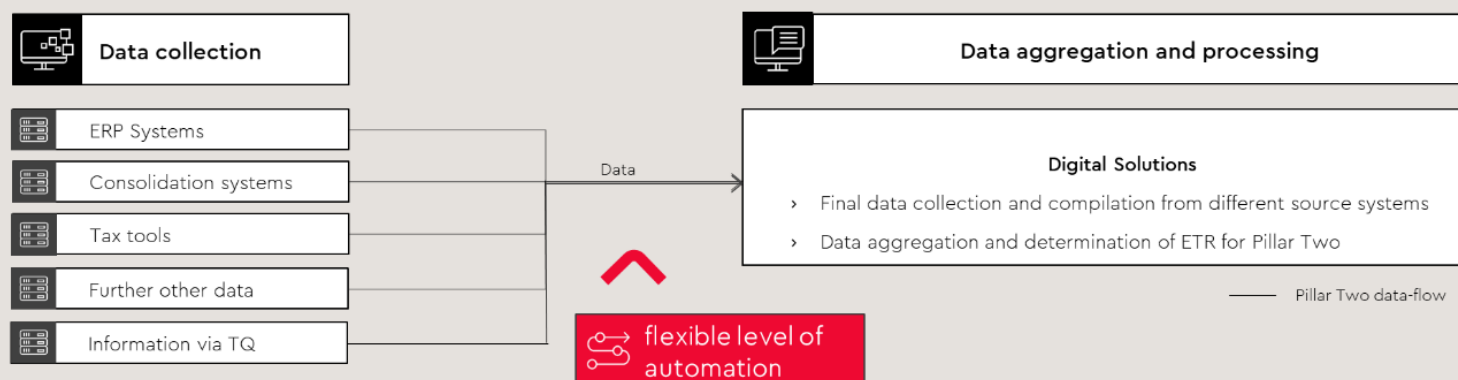 Data collection
Data aggregation and processing
ERP Systems
Consolidation systems
Tax tools
Further other data
Information via TQ
Data
Digital Solutions
› Final data collection and compilation from different source systems
› Data aggregation and determination of ETR for Pillar Two
Pillar Two data-flow
flexible level of
automation